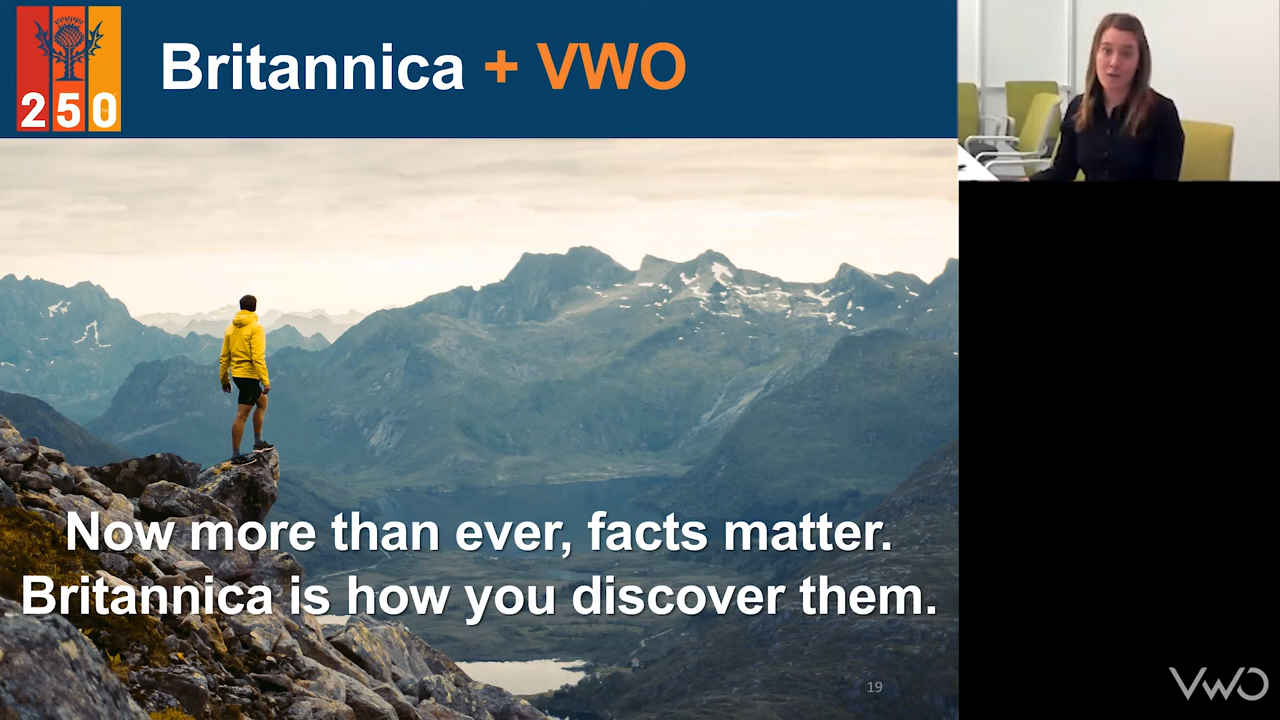 250
Britannica + VWO
Now more than ever, facts matter.
Britannica is how you discover them.
19
VWO